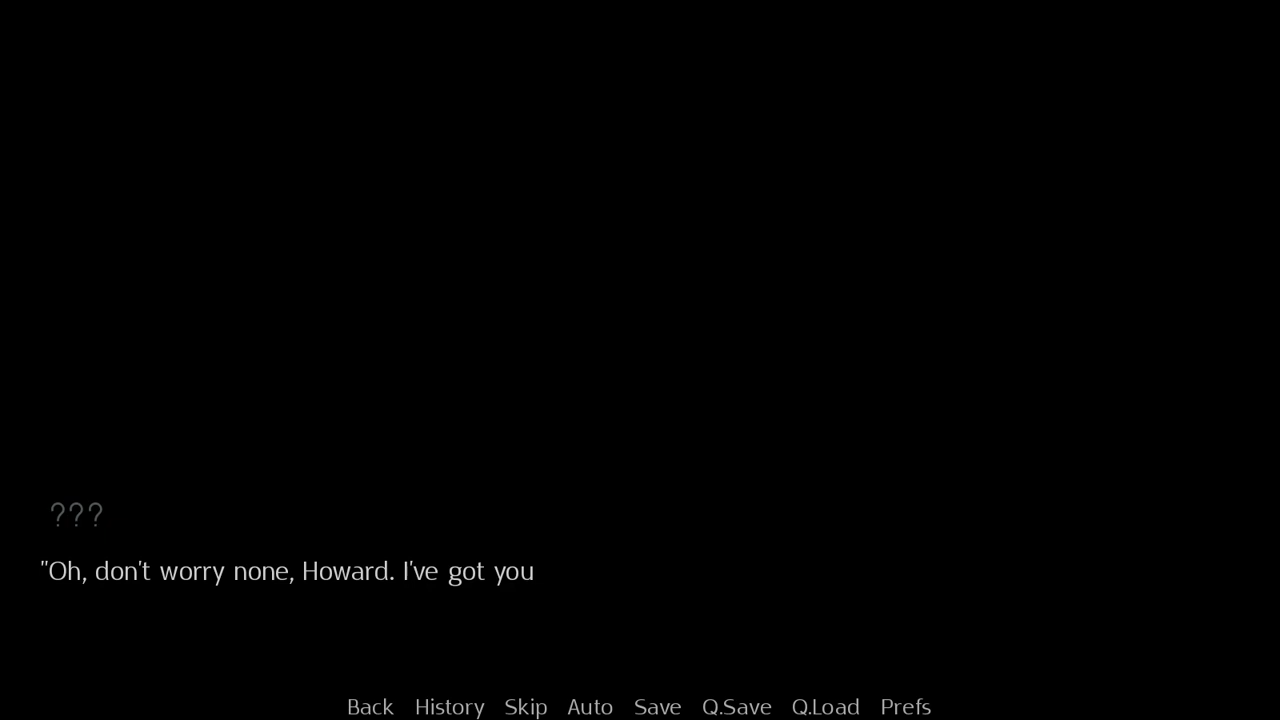 ???
"Oh, don't worry none, Howard. I've got you
Back History Skip Auto Save Q.Save Q.Load Prefs